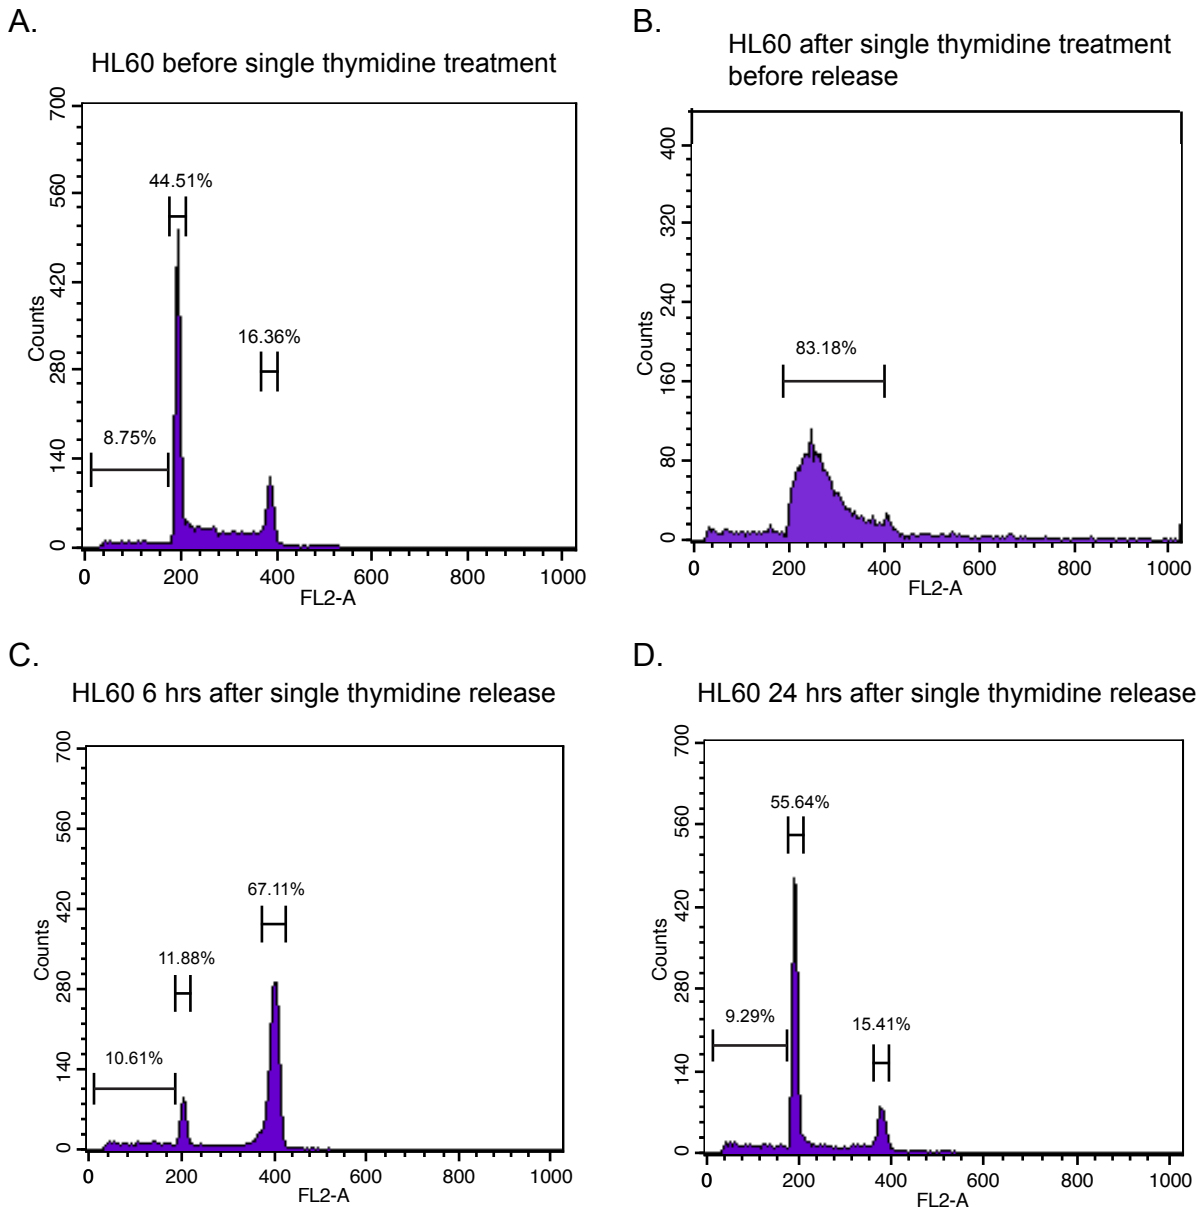 A.
HL60 before single thymidine treatment
700
560
420
280
140
0
Counts
44.51%
16.36%
8.75%
0 200 400 600 800 1000
FL2-A
B.
HL60 after single thymidine treatment
before release
400
320
240
160
80
0
Counts
83.18%
0 200 400 600 800 1000
FL2-A
C.
HL60 6 hrs after single thymidine release
700
560
420
280
140
0
Counts
67.11%
11.88%
10.61%
0 200 400 600 800 1000
FL2-A
D.
HL60 24 hrs after single thymidine release
700
560
420
280
140
0
Counts
55.64%
9.29%
15.41%
0 200 400 600 800 1000
FL2-A